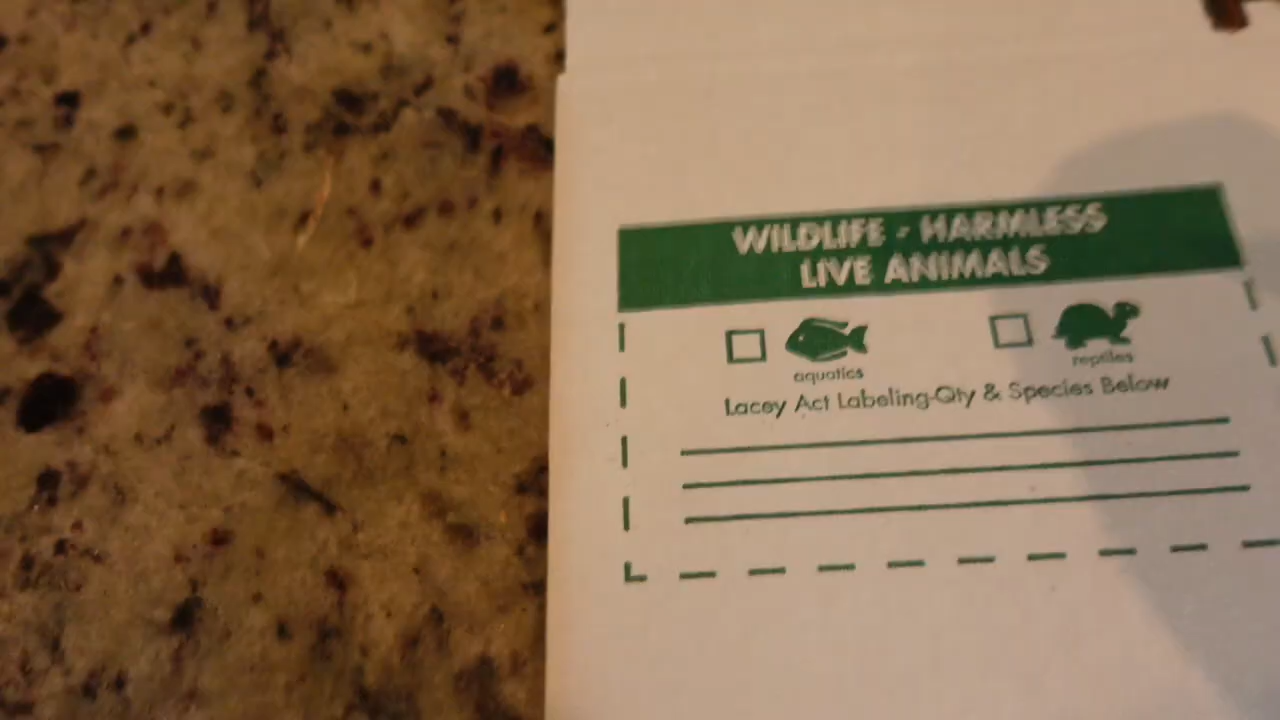 WILDLIFE - HARMLESS
LIVE ANIMALS
aquatics
reptiles
Lacey Act Labeling-Qty & Species Below